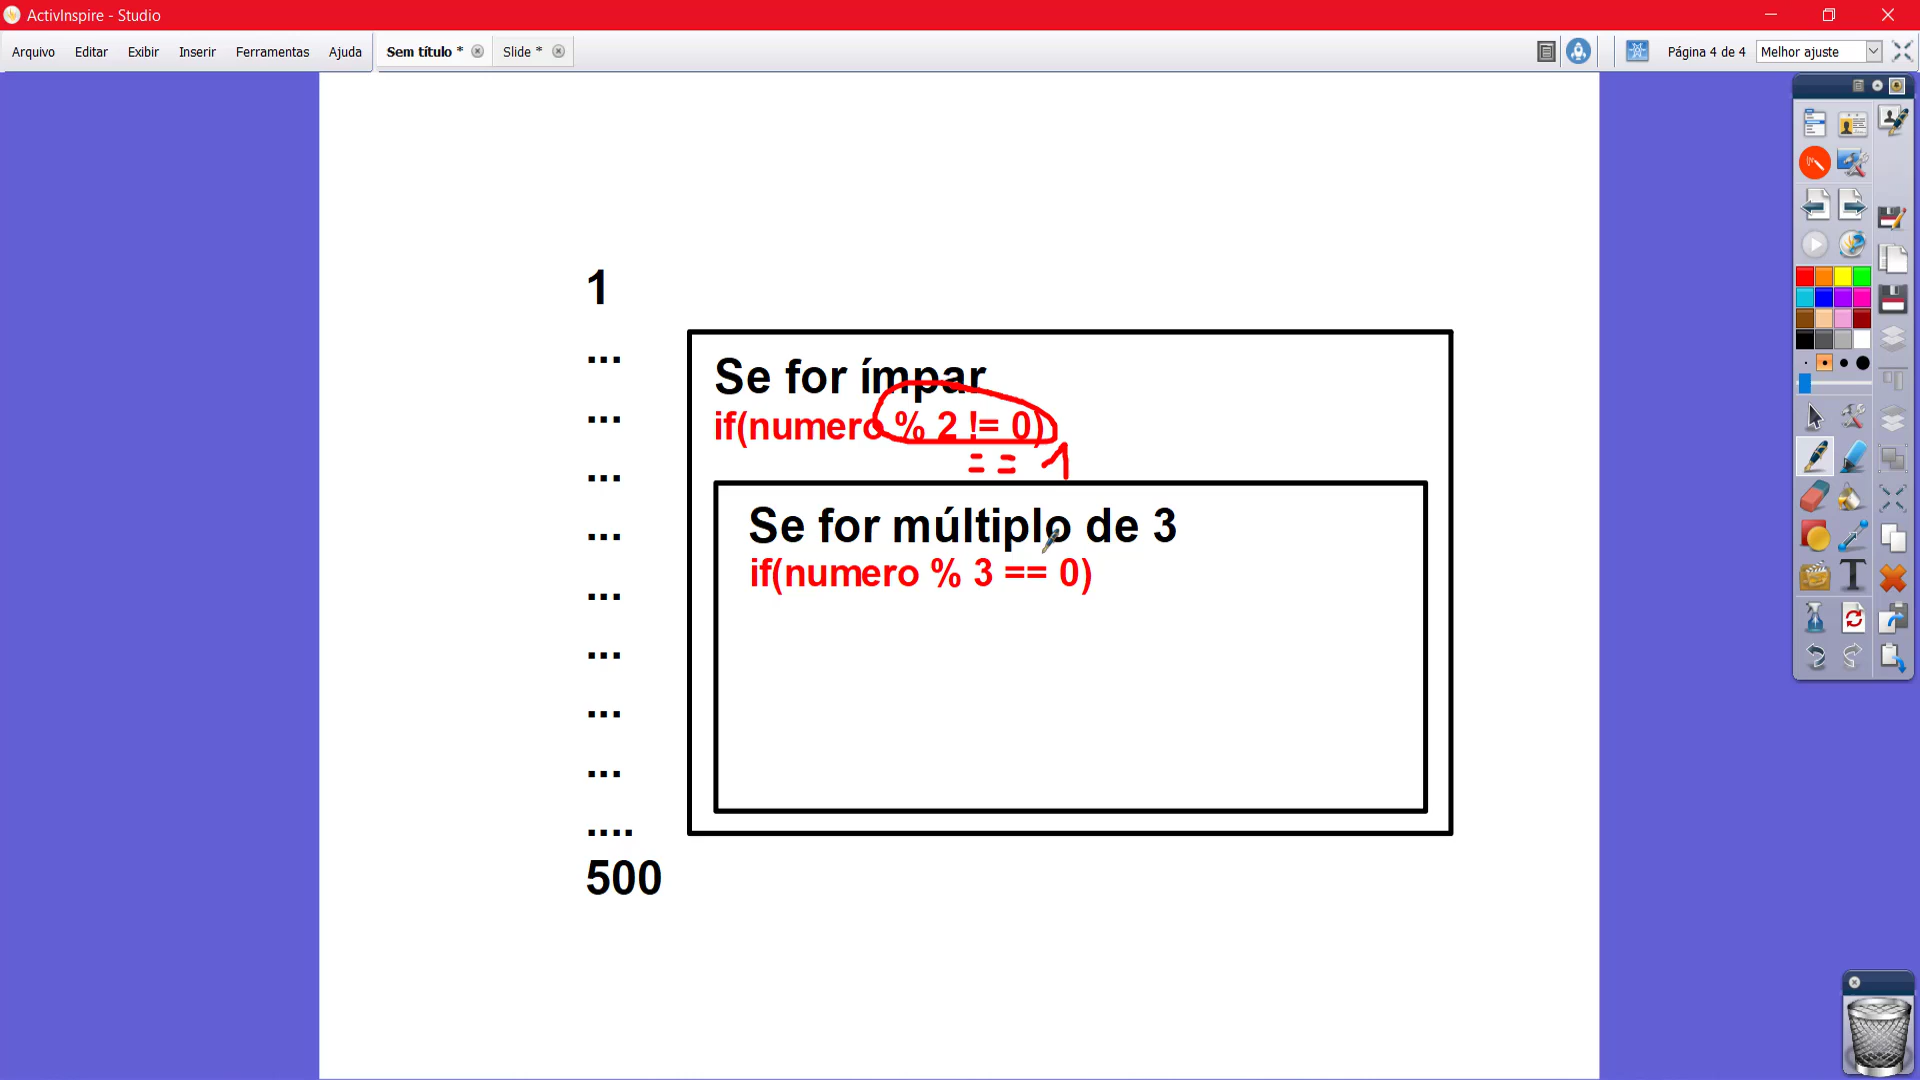 ActivInspire - Studio
Arquivo Editar Exibir Inserir Ferramentas Ajuda Sem título * Slide * Página 4 de 4 Melhor ajuste
1
...
...
...
...
...
...
...
...
....
500
Se for ímpar
if(numero % 2 != 0)
== 1
Se for múltiplo de 3
if(numero % 3 == 0)
T